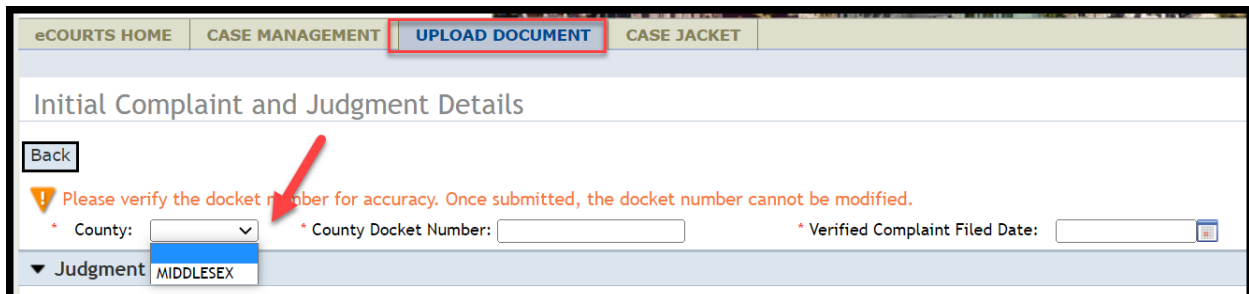 eCOURTS HOME CASE MANAGEMENT UPLOAD DOCUMENT CASE JACKET
Initial Complaint and Judgment Details
Back
Please verify the docket number for accuracy. Once submitted, the docket number cannot be modified.
* County: * County Docket Number: * Verified Complaint Filed Date:
Judgment
MIDDLESEX